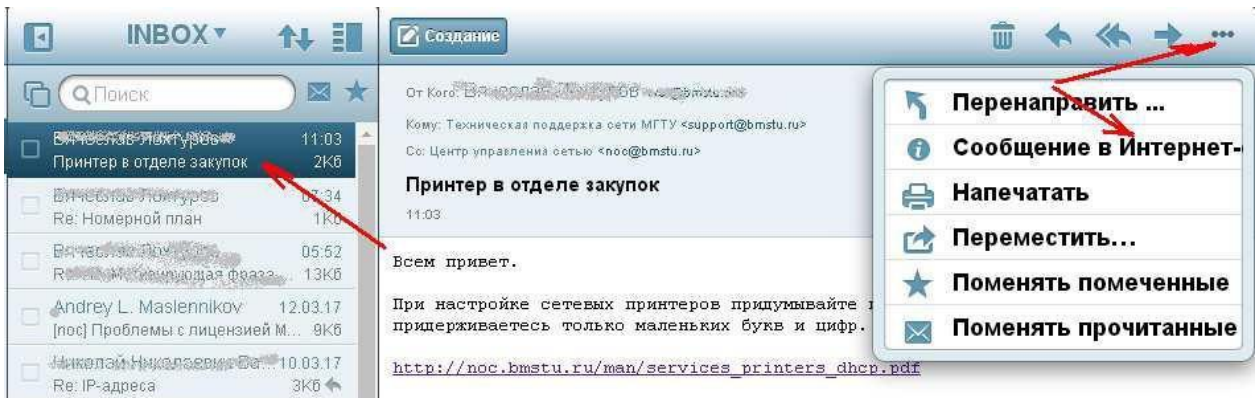 INBOX
Создание
Поиск
11:03
Принтер в отделе закупок 2Кб
07:34
Re: Номерной план 1Кб
05:52
13Кб
Andrey L. Maslennikov 12.03.17
[noc] Проблемы с лицензией M... 9Кб
10.03.17
Re: IP-адреса 3Кб
От Кого:
Кому: Техническая поддержка сети МГТУ <support@bmstu.ru>
Cc: Центр управления сетью <noc@bmstu.ru>
Принтер в отделе закупок
11:03
Всем привет.
При настройке сетевых принтеров придумывайте
придерживаетесь только маленьких букв и цифр.
http://noc.bmstu.ru/man/services_printers_dhcp.pdf
Перенаправить ...
Сообщение в Интернет-
Напечатать
Переместить...
Поменять помеченные
Поменять прочитанные